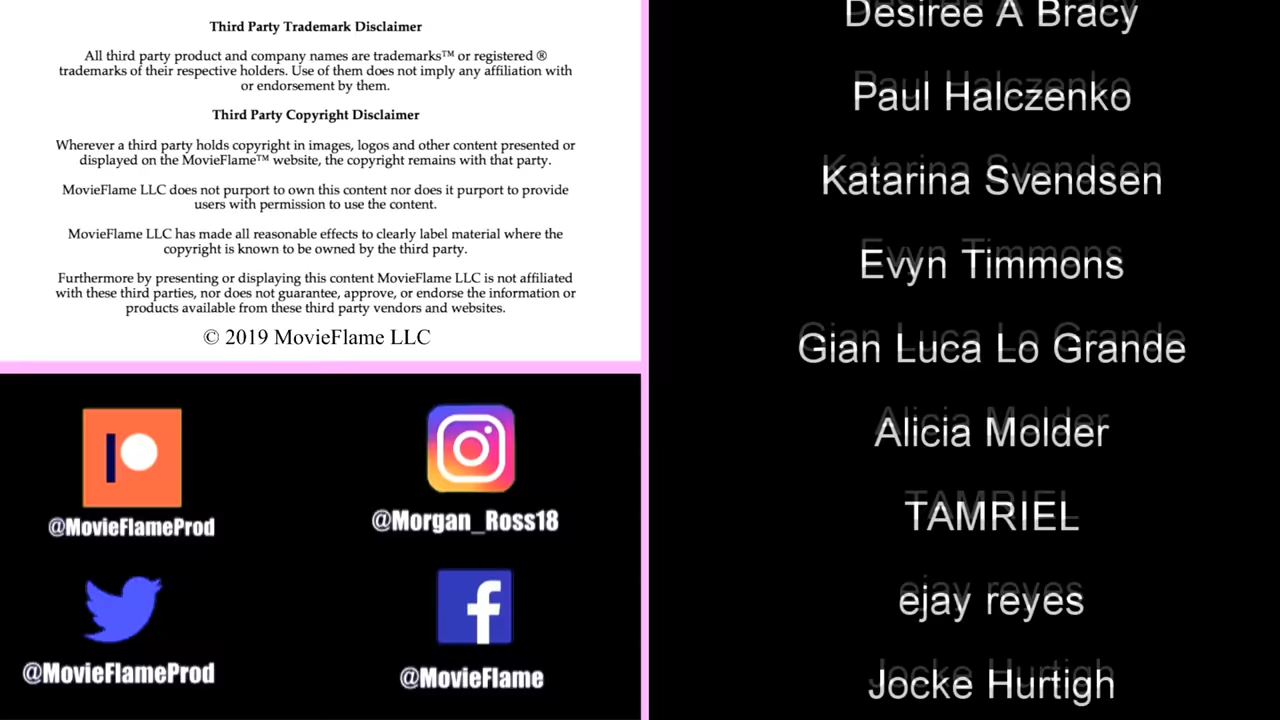 Third Party Trademark Disclaimer
All third party product and company names are trademarks™ or registered ®
trademarks of their respective holders. Use of them does not imply any affiliation with
or endorsement by them.
Third Party Copyright Disclaimer
Wherever a third party holds copyright in images, logos and other content presented or
displayed on the MovieFlame™ website, the copyright remains with that party.
MovieFlame LLC does not purport to own this content nor does it purport to provide
users with permission to use the content.
MovieFlame LLC has made all reasonable effects to clearly label material where the
copyright is known to be owned by the third party.
Furthermore by presenting or displaying this content MovieFlame LLC is not affiliated
with these third parties, nor does not guarantee, approve, or endorse the information or
products available from these third party vendors and websites.
© 2019 MovieFlame LLC
@MovieFlameProd
@Morgan_Ross18
@MovieFlameProd
@MovieFlame
Desiree A Bracy
Paul Halczenko
Katarina Svendsen
Evyn Timmons
Gian Luca Lo Grande
Alicia Molder
TAMRIEL
ejay reyes
Jocke Hurtigh